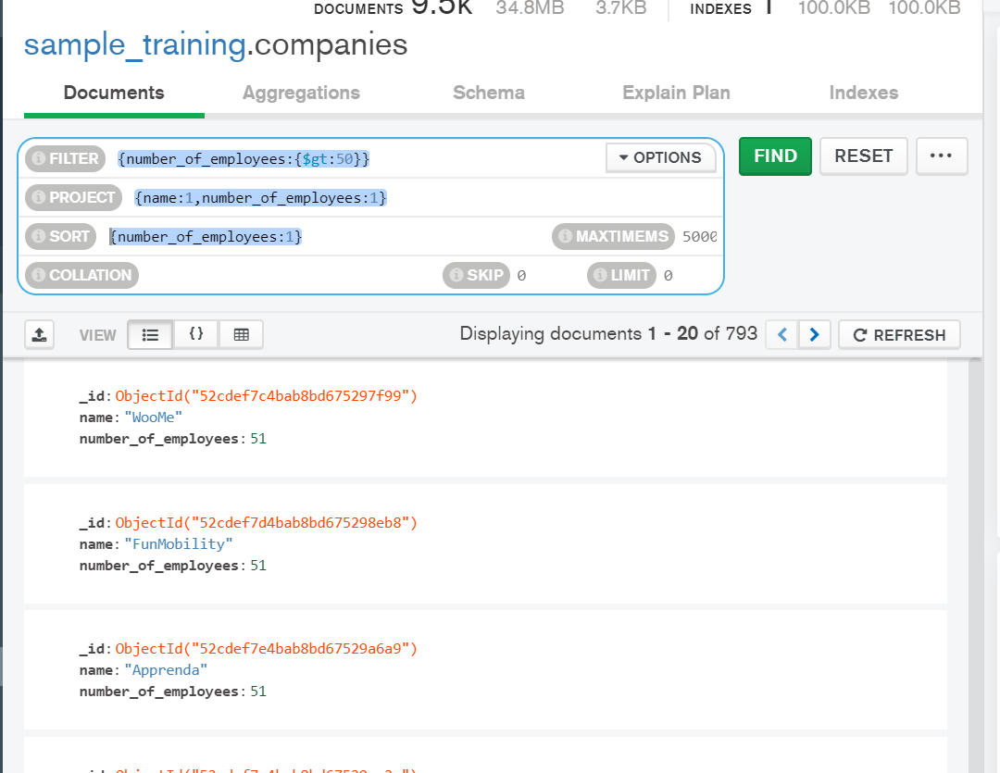 DOCUMENTS 9.5K 34.8MB 3.7KB INDEXES 1 100.0KB 100.0KB
sample_training.companies
Documents Aggregations Schema Explain Plan Indexes
FILTER {number_of_employees:{$gt:50}} OPTIONS FIND RESET ...
PROJECT {name:1,number_of_employees:1}
SORT {number_of_employees:1} MAXTIMEMS 5000
COLLATION SKIP 0 LIMIT 0
VIEW {} Displaying documents 1 - 20 of 793 < > REFRESH
_id: ObjectId("52cdef7c4bab8bd675297f99")
name: "WooMe"
number_of_employees: 51
_id: ObjectId("52cdef7d4bab8bd675298eb8")
name: "FunMobility"
number_of_employees: 51
_id: ObjectId("52cdef7e4bab8bd67529a6a9")
name: "Apprenda"
number_of_employees: 51